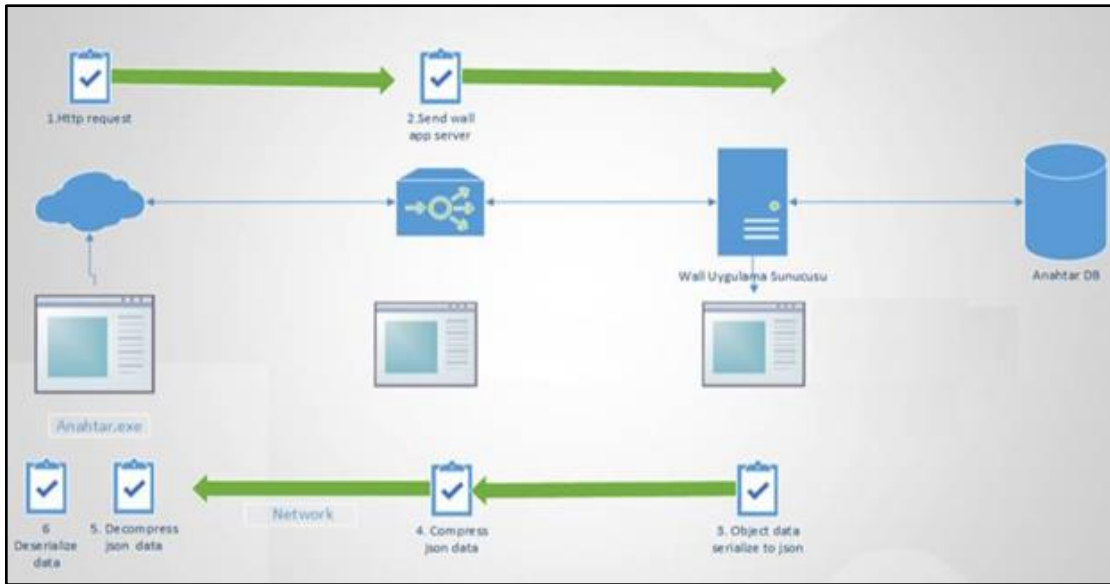 1.Http request
2.Send wall
app server
Wall Uygulama Sunucusu
Anahtar DB
Anahtar.exe
Network
6
Deserialize
data
5. Decompress
json data
4. Compress
json data
3. Object data
serialize to json